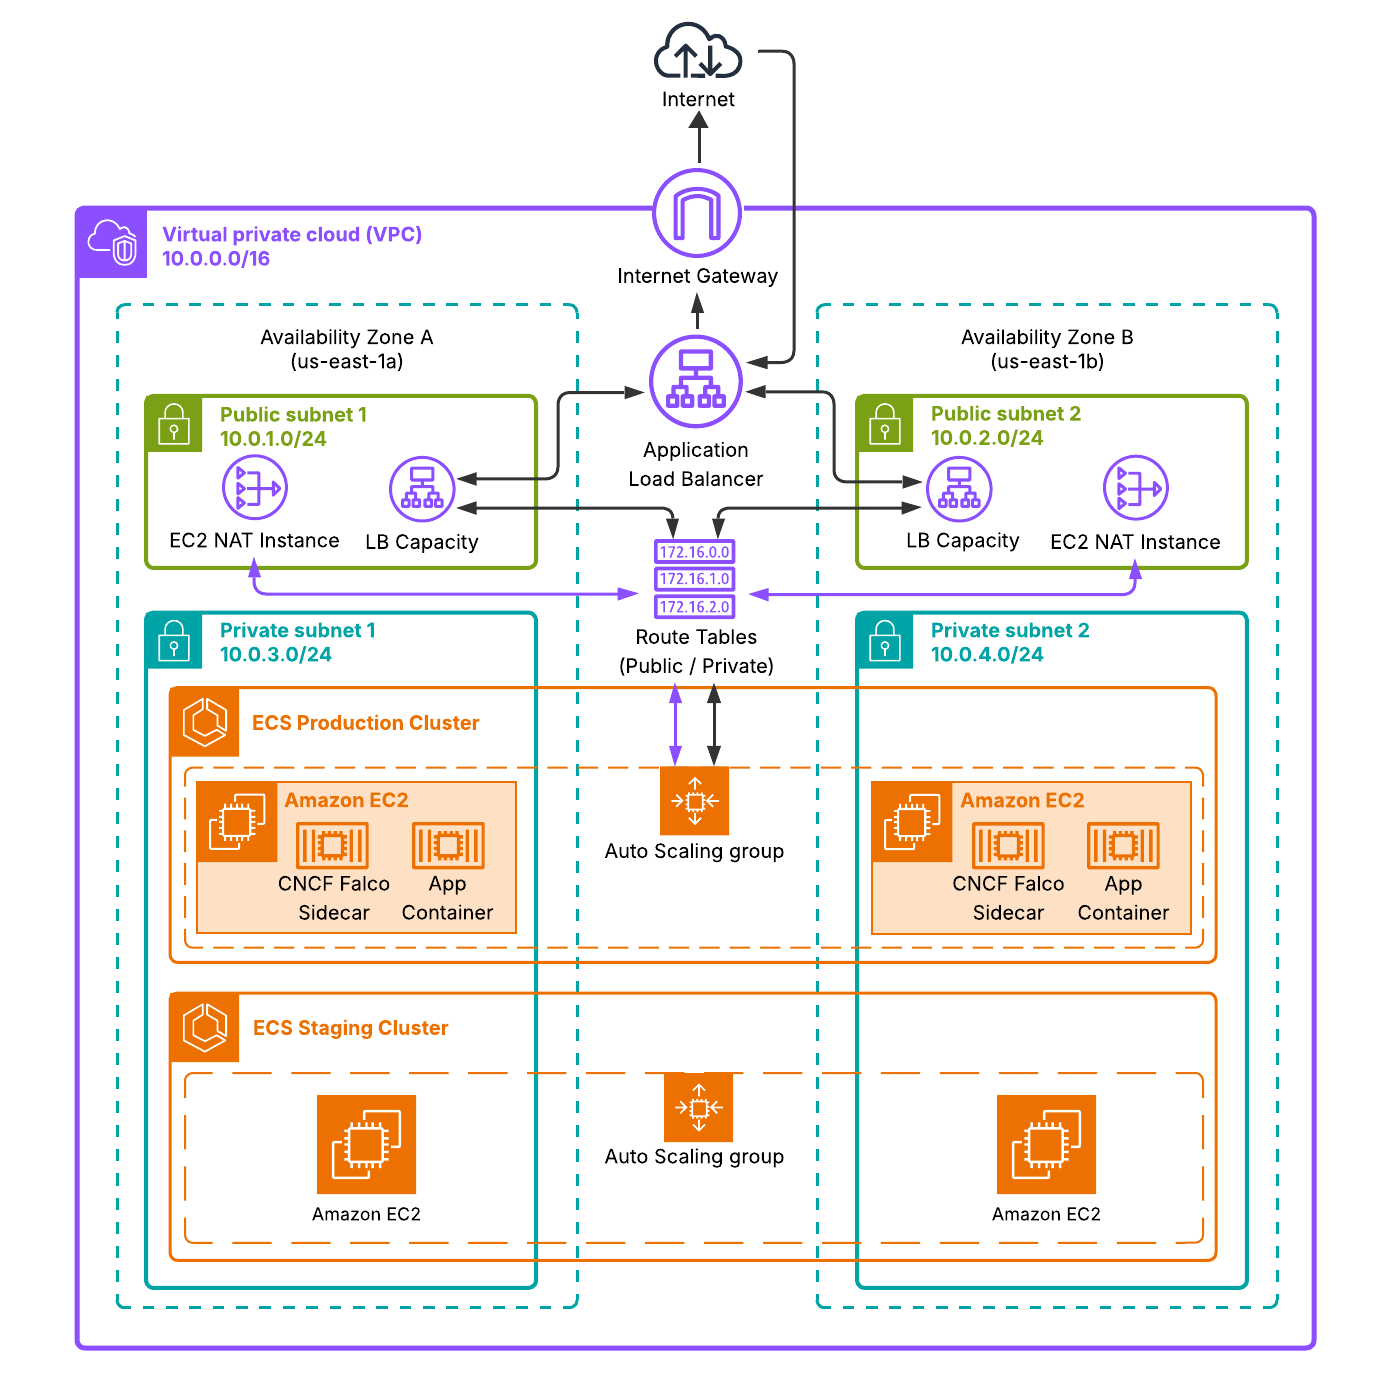 Internet
Virtual private cloud (VPC)
10.0.0.0/16
Internet Gateway
Availability Zone A
(us-east-1a)
Availability Zone B
(us-east-1b)
Public subnet 1
10.0.1.0/24
Public subnet 2
10.0.2.0/24
Application
Load Balancer
EC2 NAT Instance
LB Capacity
LB Capacity
EC2 NAT Instance
172.16.0.0
172.16.1.0
172.16.2.0
Route Tables
(Public / Private)
Private subnet 1
10.0.3.0/24
Private subnet 2
10.0.4.0/24
ECS Production Cluster
Amazon EC2
CNCF Falco
Sidecar
App
Container
Auto Scaling group
Amazon EC2
CNCF Falco
Sidecar
App
Container
ECS Staging Cluster
Amazon EC2
Auto Scaling group
Amazon EC2